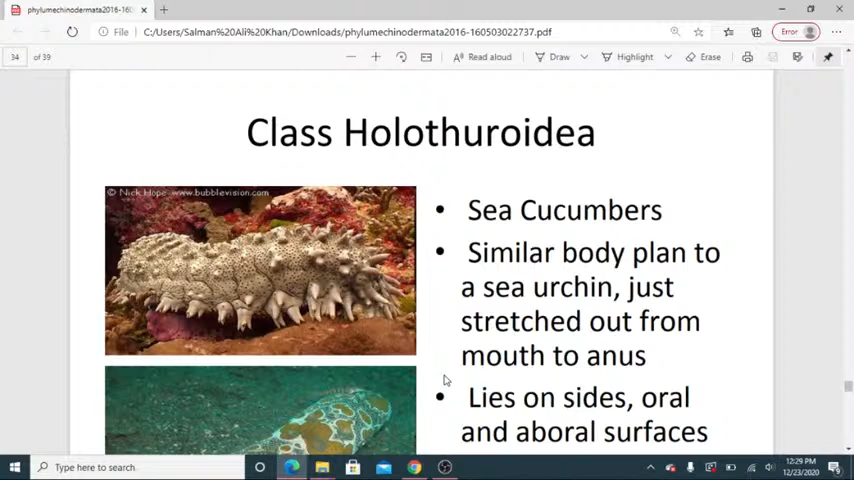 phylumechinodermata2016-160
File
C:/Users/Salman%20Ali%20Khan/Downloads/phylumechinodermata2016-160503022737.pdf
Error
34 of 39
Read aloud
Draw
Highlight
Erase
Class Holothuroidea
© Nick Hope www.bubblevision.com
• Sea Cucumbers
• Similar body plan to
a sea urchin, just
stretched out from
mouth to anus
• Lies on sides, oral
and aboral surfaces
Type here to search
12:29 PM
12/23/2020